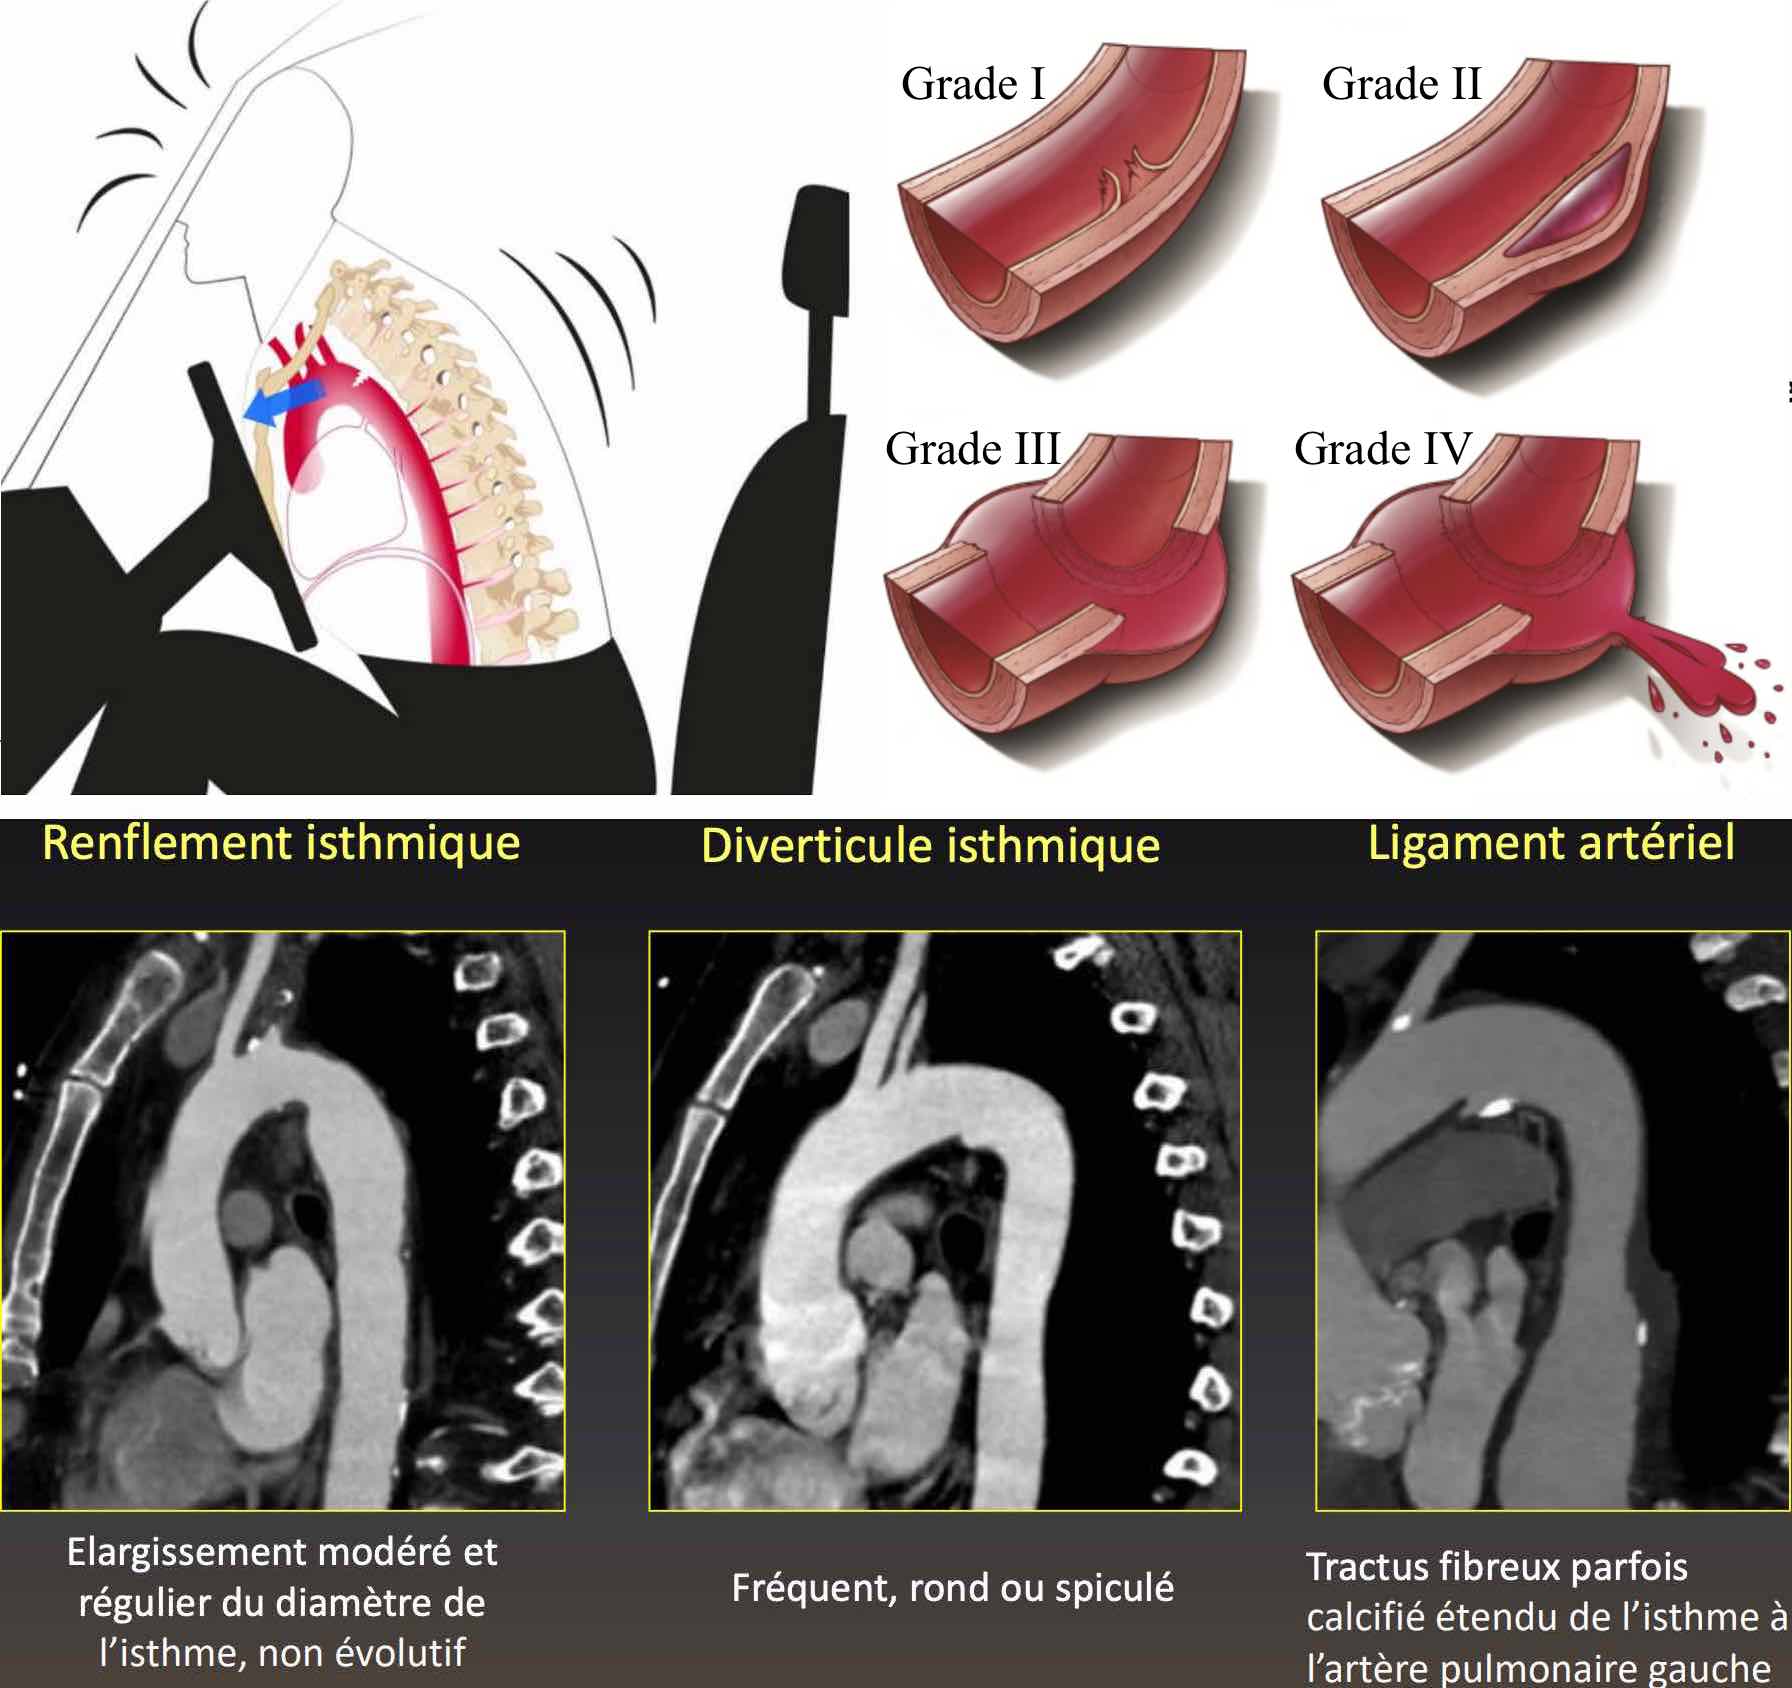 Grade I
Grade II
Grade III
Grade IV
Renflement isthmique
Diverticule isthmique
Ligament artériel
Elargissement modéré et
régulier du diamètre de
l’isthme, non évolutif
Fréquent, rond ou spiculé
Tractus fibreux parfois
calcifié étendu de l’isthme à
l’artère pulmonaire gauche